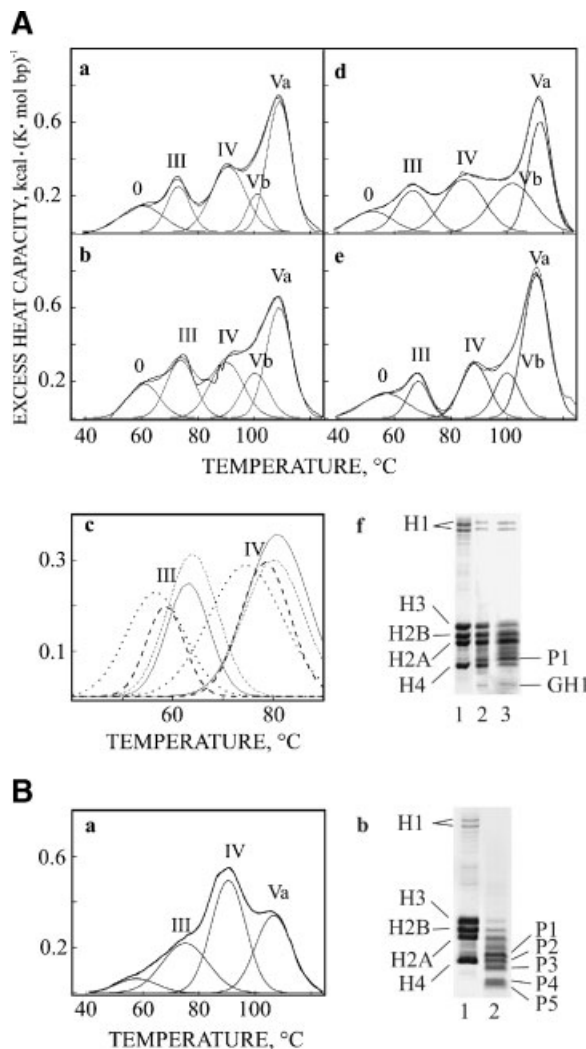 A
EXCESS HEAT CAPACITY, kcal·(K·mol bp)⁻¹
a
0.6
0.2
0
III
IV
Vb
Va
d
0
III
IV
Vb
Va
b
0.6
0.2
0
III
IV
Vb
Va
e
0
III
IV
Vb
Va
40 60 80 100
40 60 80 100
TEMPERATURE, °C
c
0.3
0.1
III
IV
60 80
TEMPERATURE, °C
f
H1
H3
H2B
H2A
H4
P1
GH1
1 2 3
B
a
0.6
0.2
III
IV
Va
40 60 80 100
TEMPERATURE, °C
b
H1
H3
H2B
H2A
H4
P1
P2
P3
P4
P5
1 2